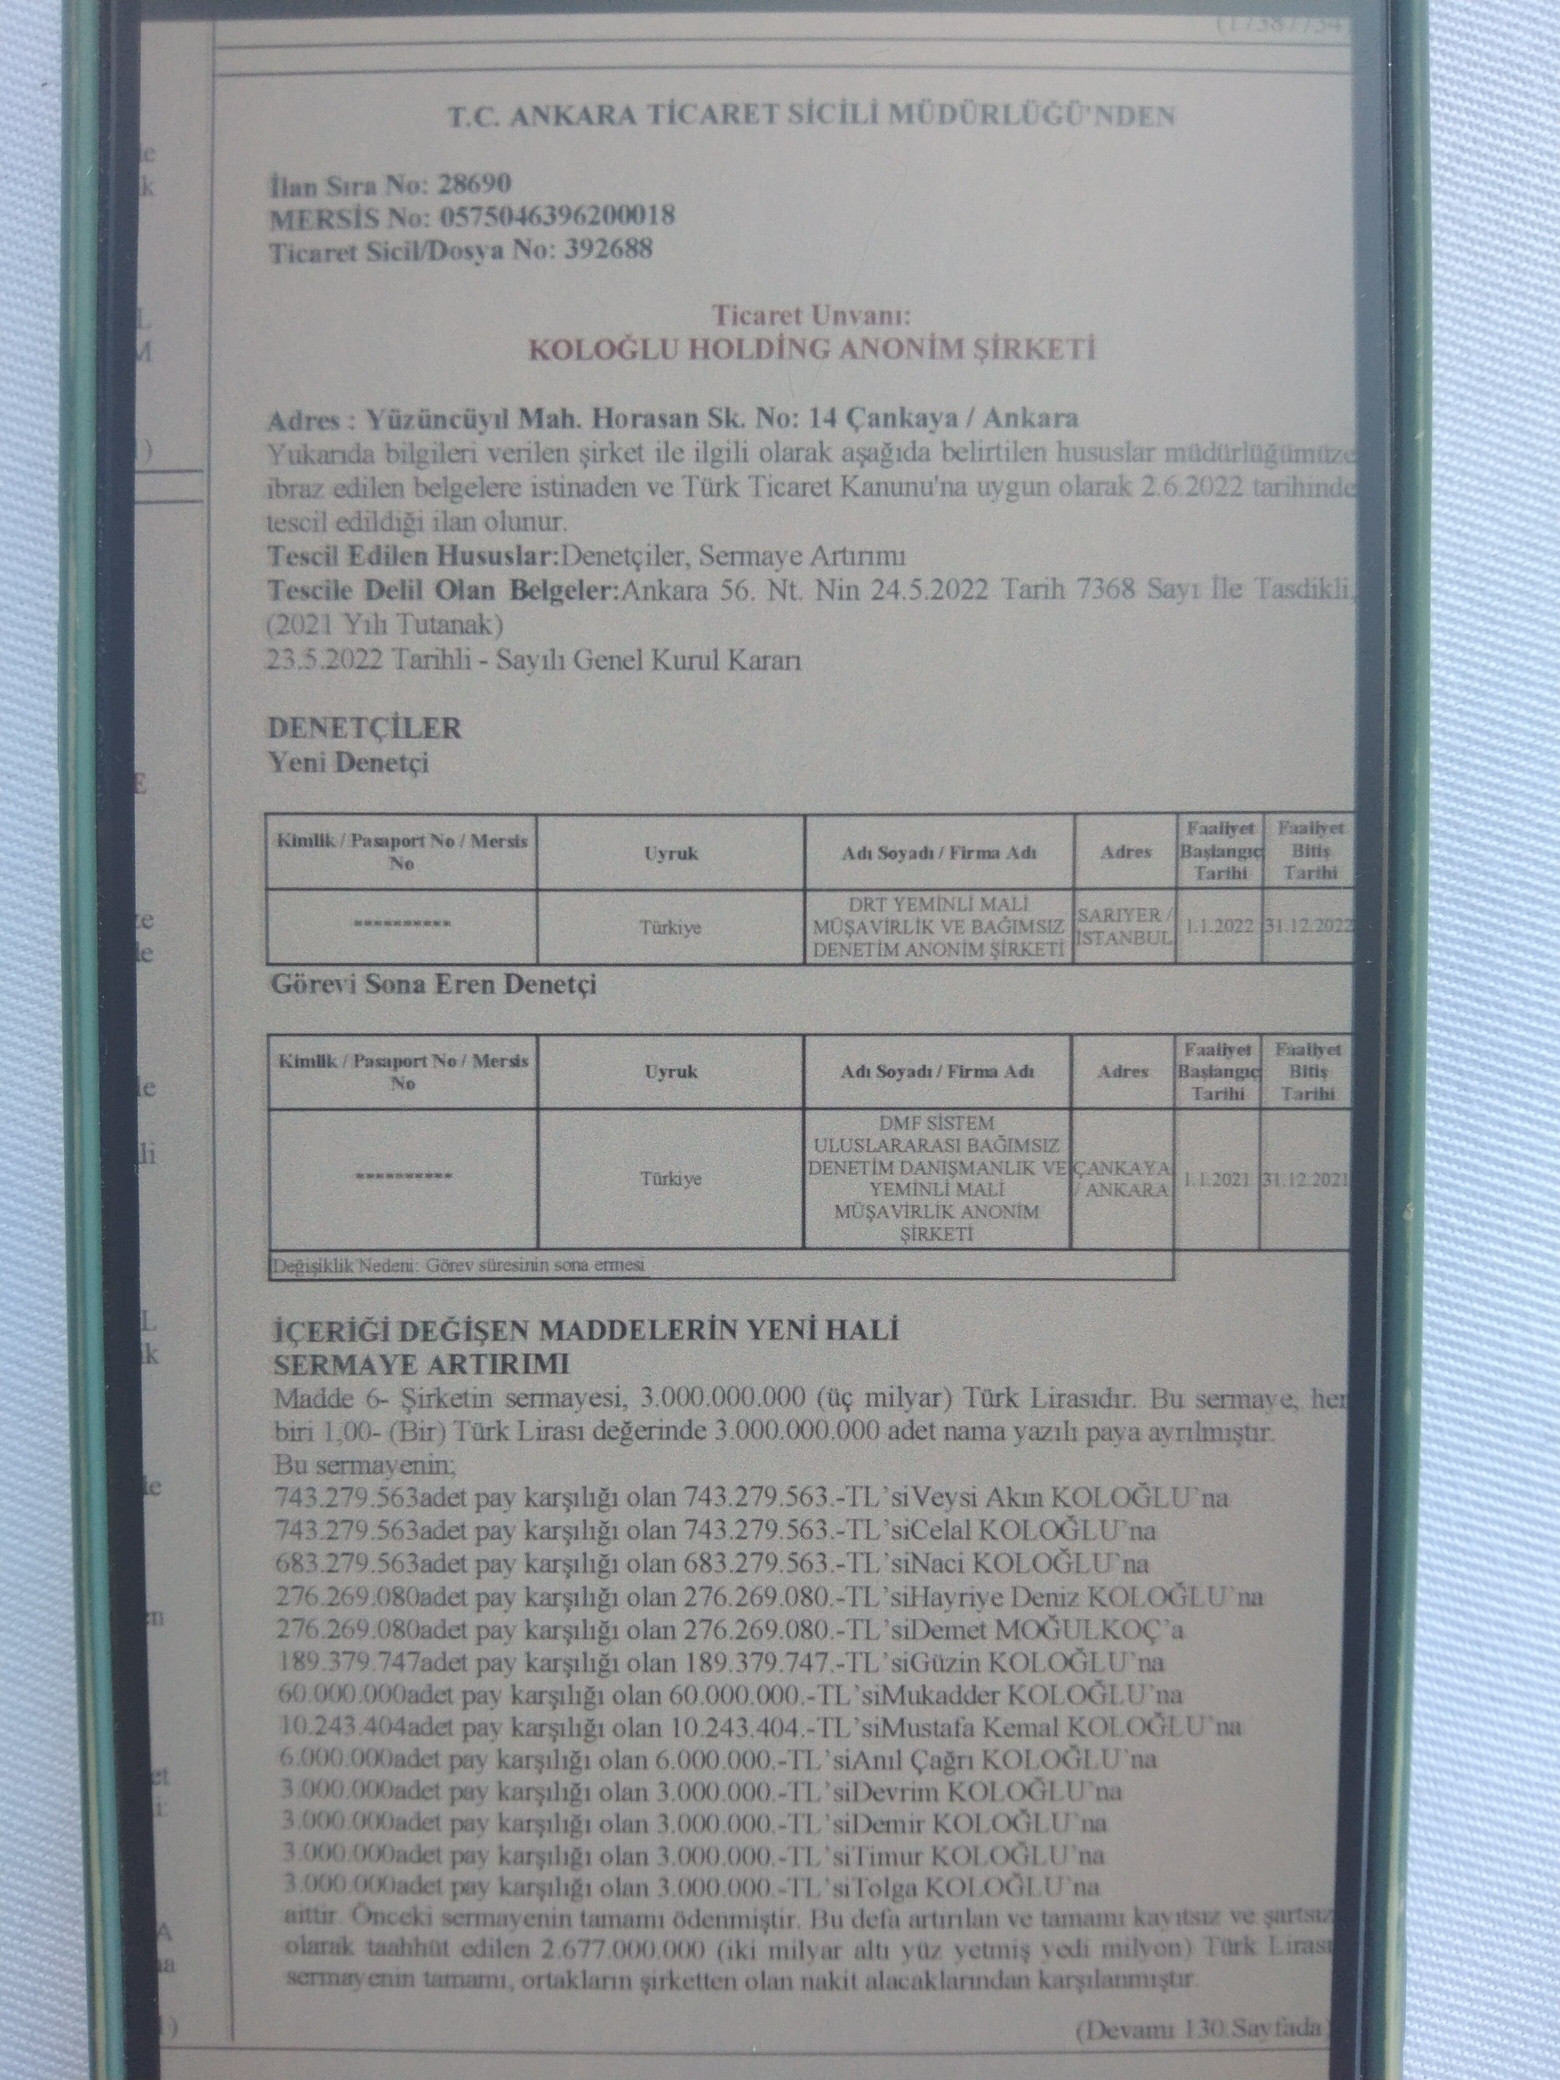 T.C. ANKARA TİCARET SİCİLİ MÜDÜRLÜĞÜ'NDEN
İlan Sıra No: 28690
MERSİS No: 0575046396200018
Ticaret Sicil/Dosya No: 392688
Ticaret Unvanı:
KOLOĞLU HOLDİNG ANONİM ŞİRKETİ
Adres : Yüzüncüyıl Mah. Horasan Sk. No: 14 Çankaya / Ankara
Yukarıda bilgileri verilen şirket ile ilgili olarak aşağıda belirtilen hususlar müdürlüğümüze
ibraz edilen belgelere istinaden ve Türk Ticaret Kanunu'na uygun olarak 2.6.2022 tarihinde
tescil edildiği ilan olunur.
Tescil Edilen Hususlar:Denetçiler, Sermaye Artırımı
Tescile Delil Olan Belgeler:Ankara 56. Nt. Nin 24.5.2022 Tarih 7368 Sayı İle Tasdikli,
(2021 Yılı Tutanak)
23.5.2022 Tarihli - Sayılı Genel Kurul Kararı
DENETÇİLER
Yeni Denetçi
Kimlik / Pasaport No / Mersis No Uyruk Adı Soyadı / Firma Adı Adres Faaliyet Başlangıç Tarihi Faaliyet Bitiş Tarihi
********** Türkiye DRT YEMİNLİ MALİ MÜŞAVİRLİK VE BAĞIMSIZ DENETİM ANONİM ŞİRKETİ SARIYER / İSTANBUL 1.1.2022 31.12.2022
Görevi Sona Eren Denetçi
Kimlik / Pasaport No / Mersis No Uyruk Adı Soyadı / Firma Adı Adres Faaliyet Başlangıç Tarihi Faaliyet Bitiş Tarihi
********** Türkiye DMF SİSTEM ULUSLARARASI BAĞIMSIZ DENETİM DANIŞMANLIK VE YEMİNLİ MALİ MÜŞAVİRLİK ANONİM ŞİRKETİ ÇANKAYA / ANKARA 1.1.2021 31.12.2021
Değişiklik Nedeni: Görev süresinin sona ermesi
İÇERİĞİ DEĞİŞEN MADDELERİN YENİ HALİ
SERMAYE ARTIRIMI
Madde 6- Şirketin sermayesi, 3.000.000.000 (üç milyar) Türk Lirasıdır. Bu sermaye, her
biri 1,00- (Bir) Türk Lirası değerinde 3.000.000.000 adet nama yazılı paya ayrılmıştır.
Bu sermayenin;
743.279.563adet pay karşılığı olan 743.279.563.-TL'siVeysi Akın KOLOĞLU'na
743.279.563adet pay karşılığı olan 743.279.563.-TL'siCelal KOLOĞLU'na
683.279.563adet pay karşılığı olan 683.279.563.-TL'siNaci KOLOĞLU'na
276.269.080adet pay karşılığı olan 276.269.080.-TL'siHayriye Deniz KOLOĞLU'na
276.269.080adet pay karşılığı olan 276.269.080.-TL'siDemet MOĞULKOÇ'a
189.379.747adet pay karşılığı olan 189.379.747.-TL'siGüzin KOLOĞLU'na
60.000.000adet pay karşılığı olan 60.000.000.-TL'siMukadder KOLOĞLU'na
10.243.404adet pay karşılığı olan 10.243.404.-TL'siMustafa Kemal KOLOĞLU'na
6.000.000adet pay karşılığı olan 6.000.000.-TL'siAnıl Çağrı KOLOĞLU'na
3.000.000adet pay karşılığı olan 3.000.000.-TL'siDevrim KOLOĞLU'na
3.000.000adet pay karşılığı olan 3.000.000.-TL'siDemir KOLOĞLU'na
3.000.000adet pay karşılığı olan 3.000.000.-TL'siTimur KOLOĞLU'na
3.000.000adet pay karşılığı olan 3.000.000.-TL'siTolga KOLOĞLU'na
aittir. Önceki sermayenin tamamı ödenmiştir. Bu defa artırılan ve tamamı kayıtsız ve şartsız
olarak taahhüt edilen 2.677.000.000 (iki milyar altı yüz yetmiş yedi milyon) Türk Lirası
sermayenin tamamı, ortakların şirketten olan nakit alacaklarından karşılanmıştır.
(Devamı 130.Sayfada)